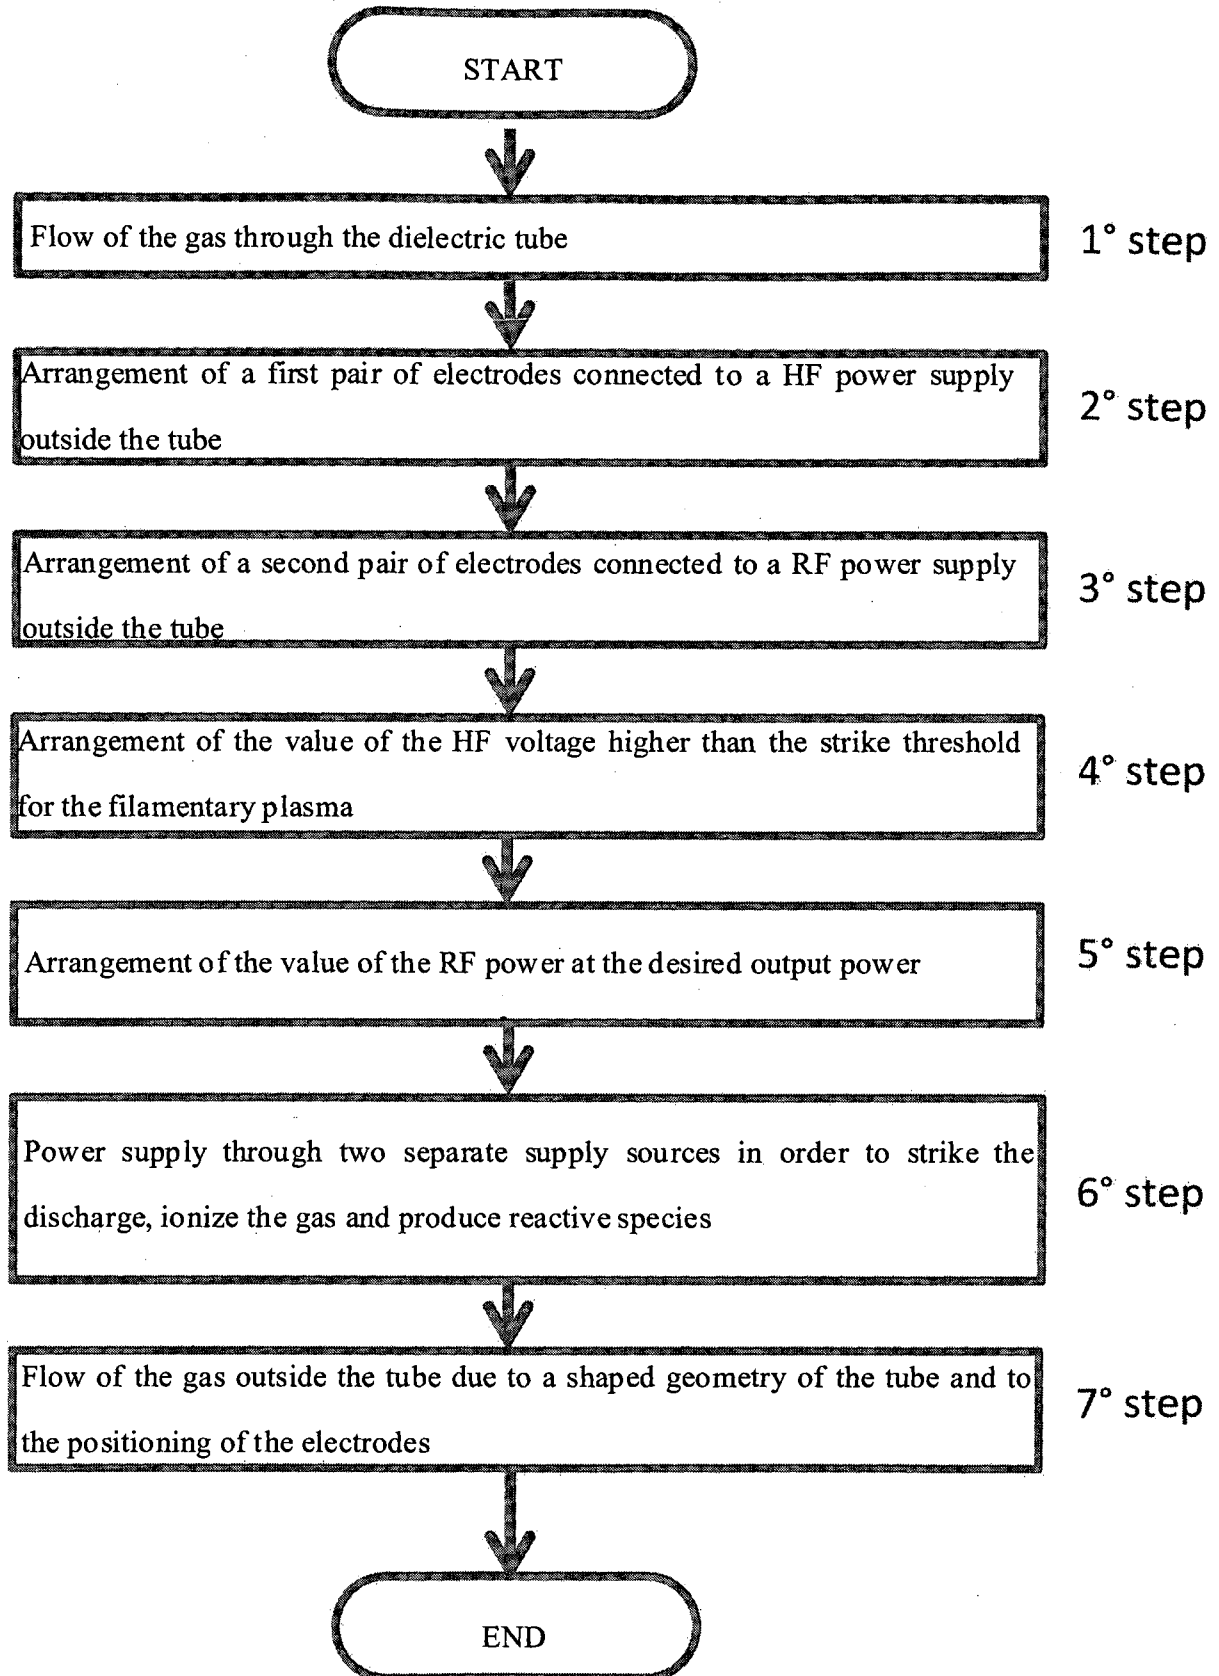 START
Flow of the gas through the dielectric tube
1° step
Arrangement of a first pair of electrodes connected to a HF power supply
outside the tube
2° step
Arrangement of a second pair of electrodes connected to a RF power supply
outside the tube
3° step
Arrangement of the value of the HF voltage higher than the strike threshold
for the filamentary plasma
4° step
Arrangement of the value of the RF power at the desired output power
5° step
Power supply through two separate supply sources in order to strike the
discharge, ionize the gas and produce reactive species
6° step
Flow of the gas outside the tube due to a shaped geometry of the tube and to
the positioning of the electrodes
7° step
END